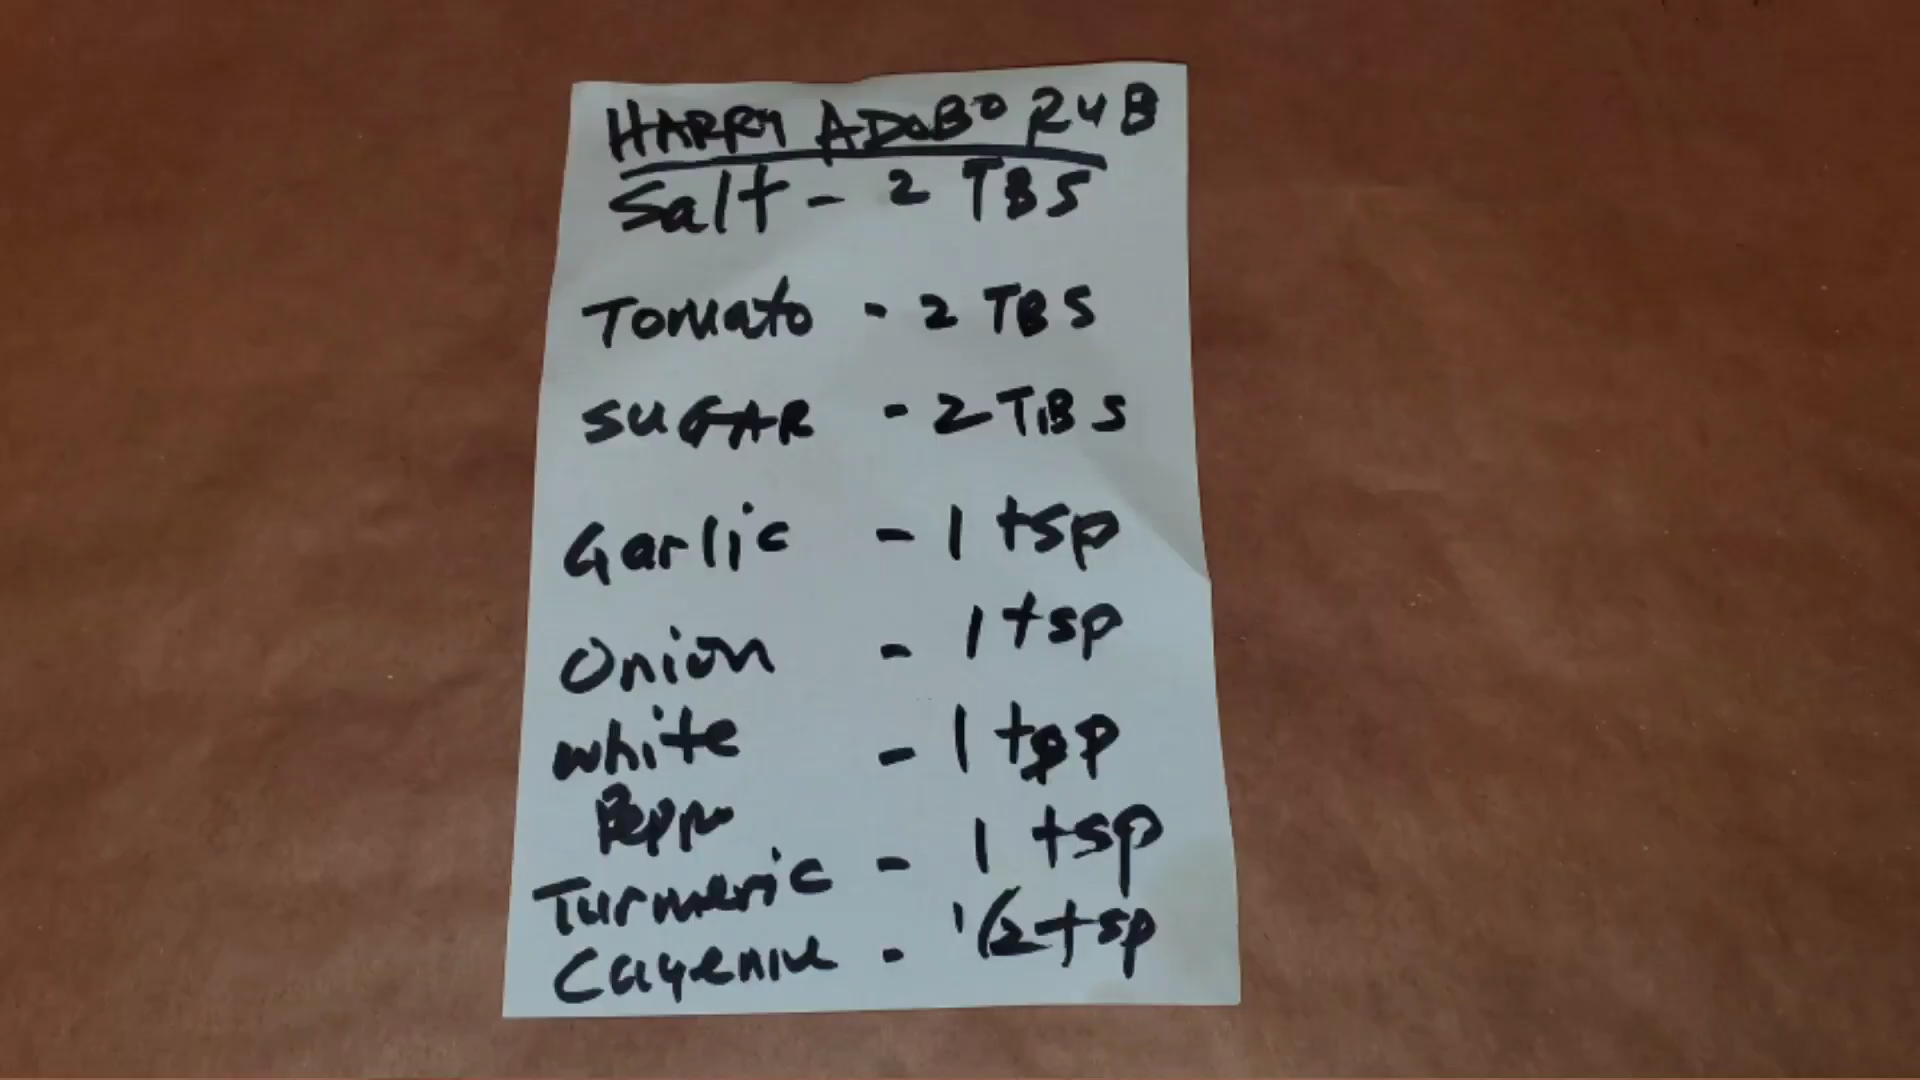 HARRY ADOBO RUB
Salt - 2 TBS
Tomato - 2 TBS
SUGAR - 2 TBS
Garlic - 1 tsp
Onion - 1 tsp
white - 1 tsp
Turmeric - 1 tsp
Cayenne - 1/2 tsp